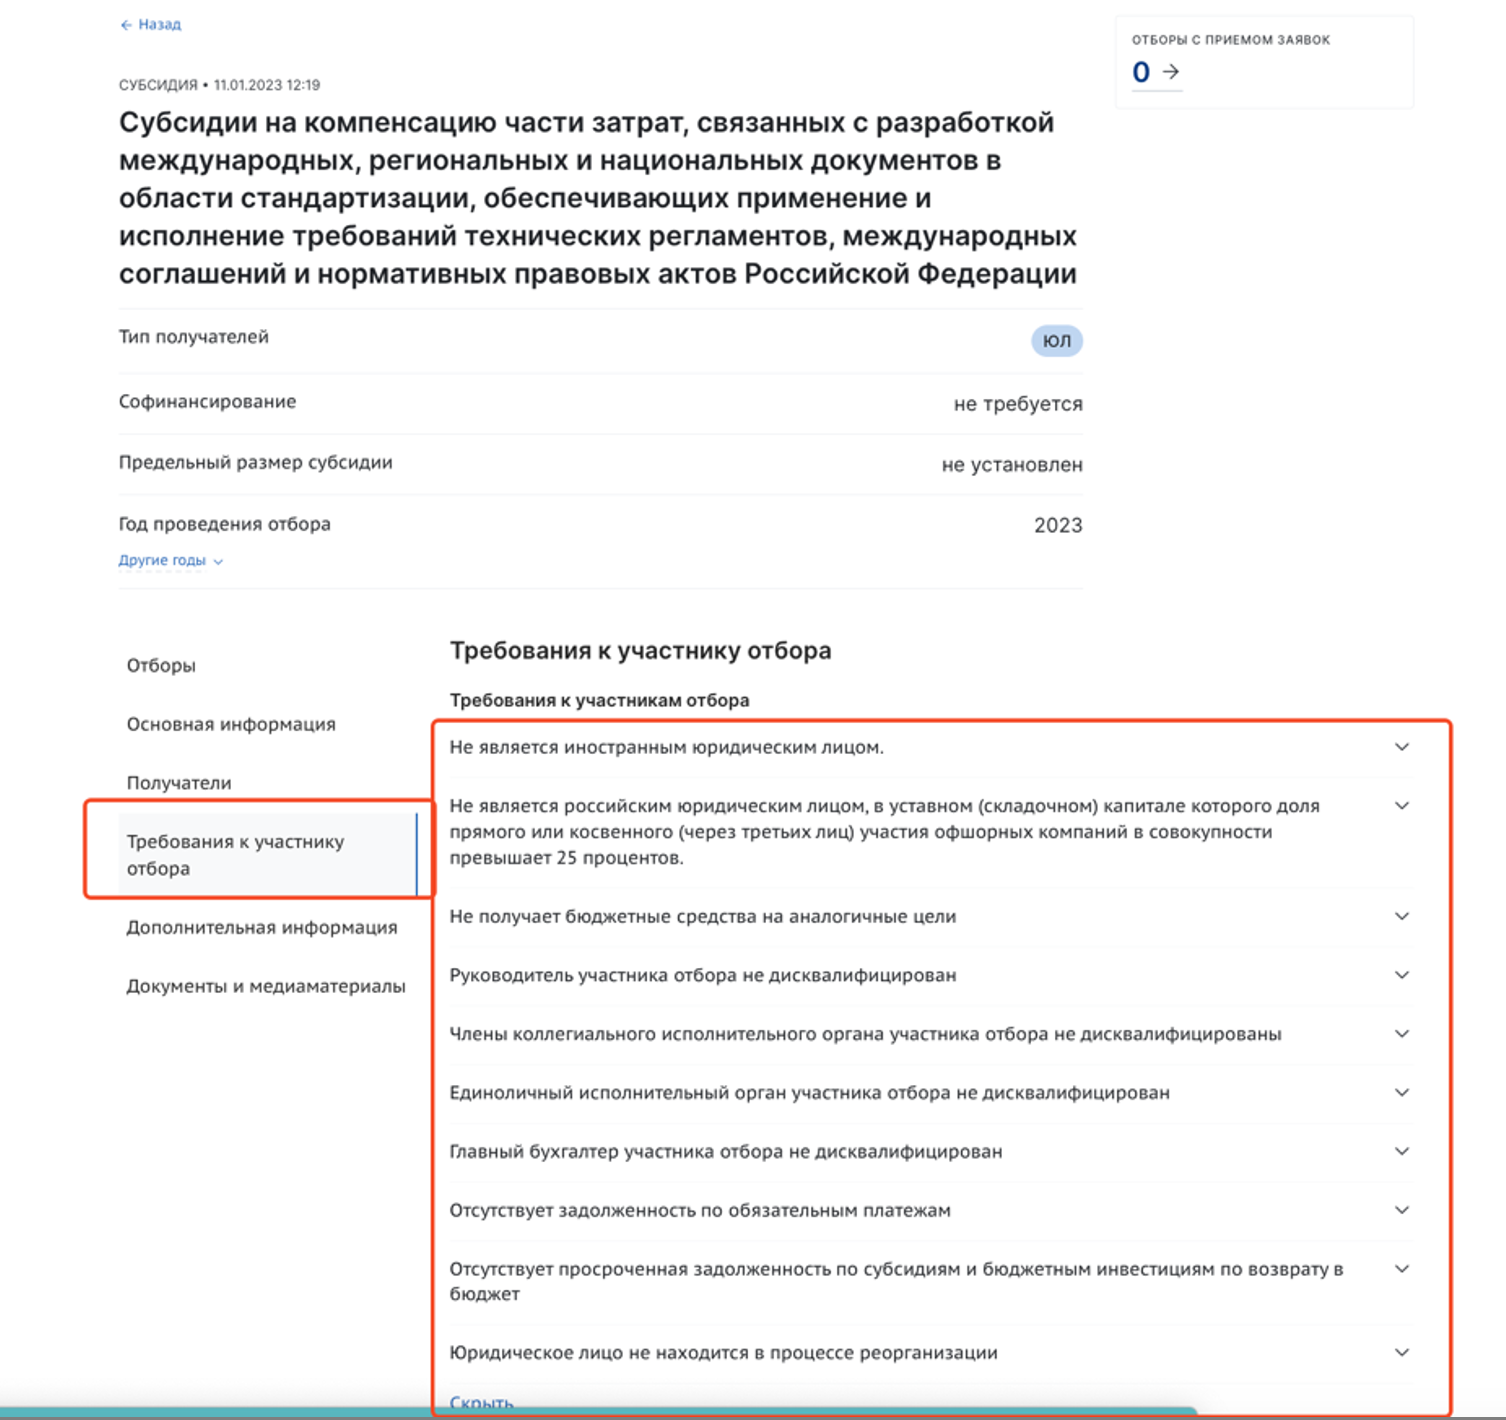 ← Назад
СУБСИДИЯ • 11.01.2023 12:19
Субсидии на компенсацию части затрат, связанных с разработкой
международных, региональных и национальных документов в
области стандартизации, обеспечивающих применение и
исполнение требований технических регламентов, международных
соглашений и нормативных правовых актов Российской Федерации
ОТБОРЫ С ПРИЕМОМ ЗАЯВОК
0 →
Тип получателей ЮЛ
Софинансирование не требуется
Предельный размер субсидии не установлен
Год проведения отбора 2023
Другие годы
Отборы
Основная информация
Получатели
Требования к участнику
отбора
Дополнительная информация
Документы и медиаматериалы
Требования к участнику отбора
Требования к участникам отбора
Не является иностранным юридическим лицом.
Не является российским юридическим лицом, в уставном (складочном) капитале которого доля
прямого или косвенного (через третьих лиц) участия офшорных компаний в совокупности
превышает 25 процентов.
Не получает бюджетные средства на аналогичные цели
Руководитель участника отбора не дисквалифицирован
Члены коллегиального исполнительного органа участника отбора не дисквалифицированы
Единоличный исполнительный орган участника отбора не дисквалифицирован
Главный бухгалтер участника отбора не дисквалифицирован
Отсутствует задолженность по обязательным платежам
Отсутствует просроченная задолженность по субсидиям и бюджетным инвестициям по возврату в
бюджет
Юридическое лицо не находится в процессе реорганизации
Скрыть